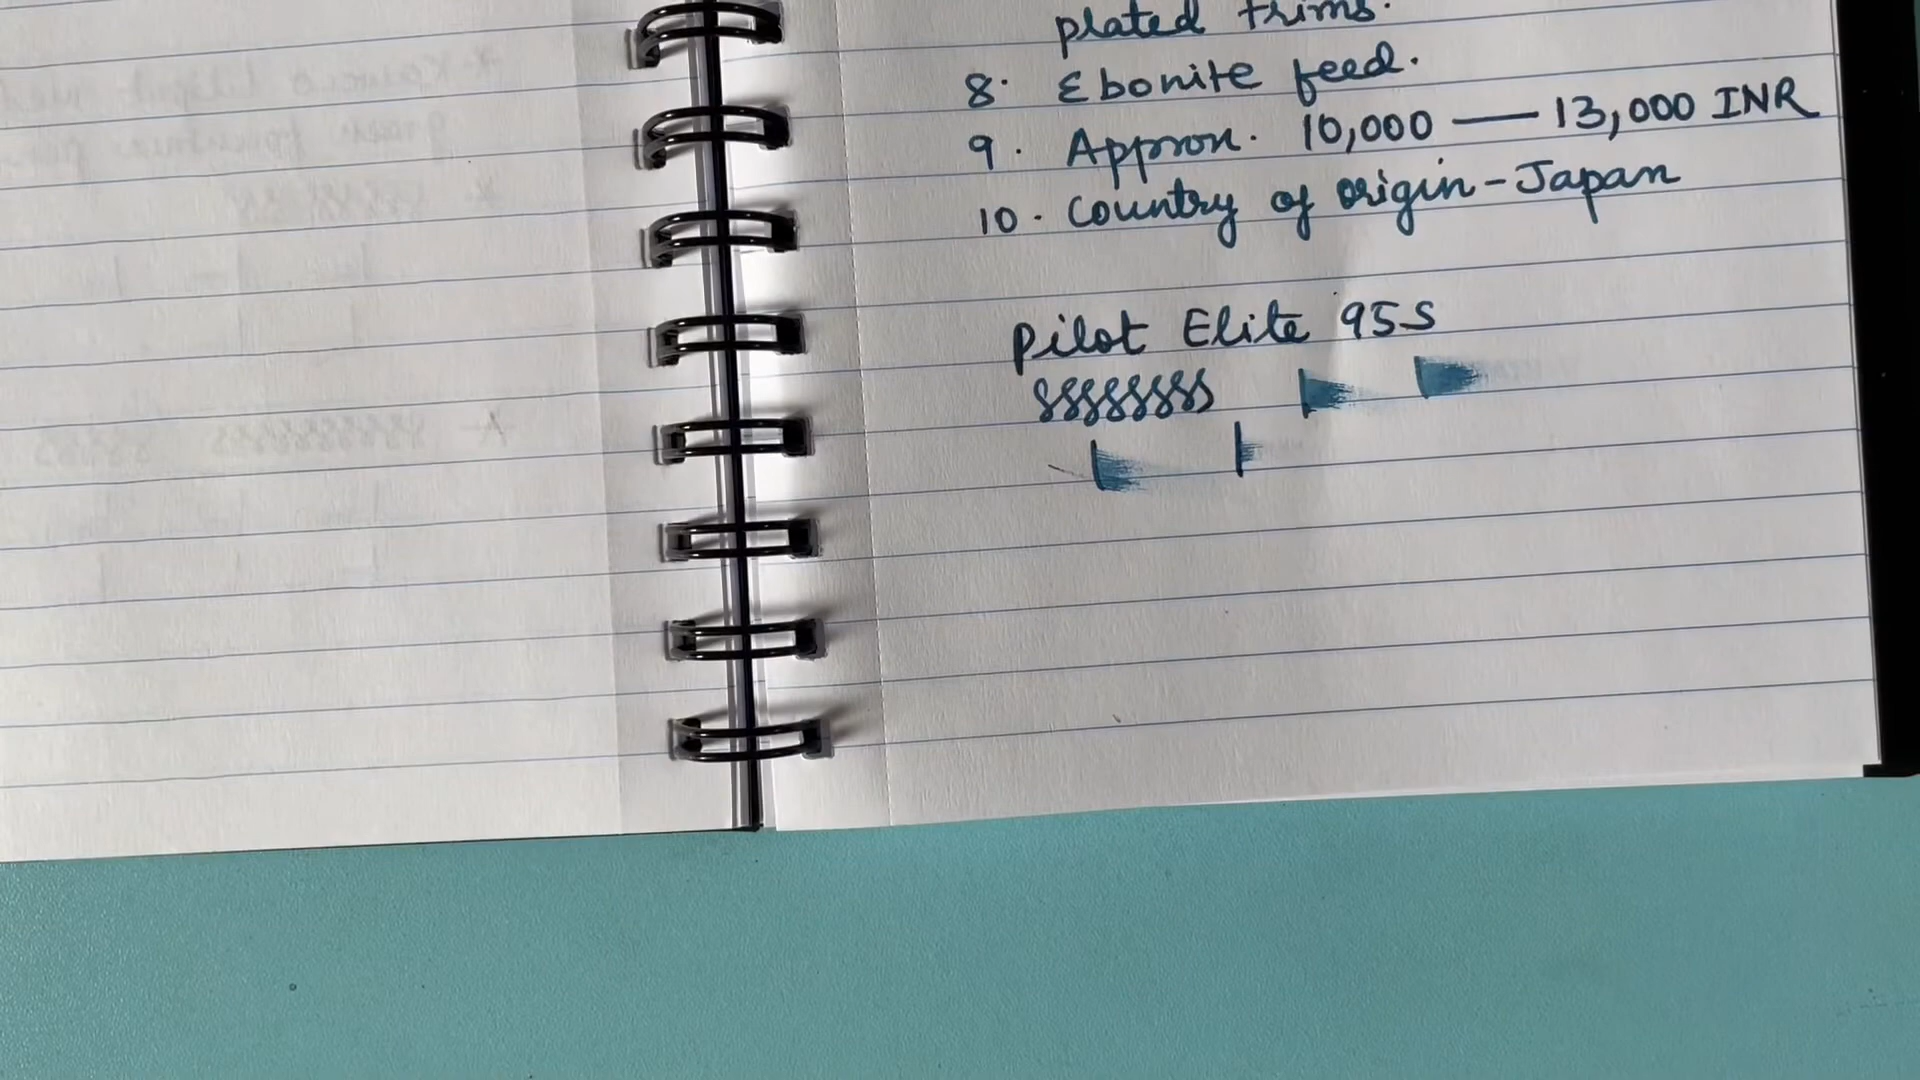 plated trims.
8. Ebonite feed.
9. Approx. 10,000 — 13,000 INR
10. Country of origin - Japan
Pilot Elite 95S